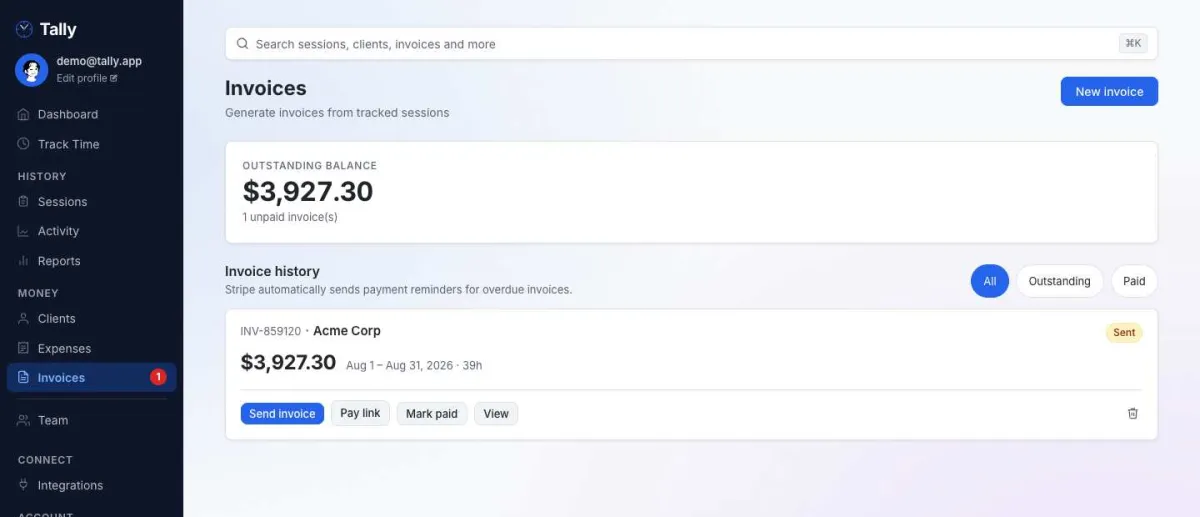 Tally
demo@tally.app
Edit profile
Dashboard
Track Time
HISTORY
Sessions
Activity
Reports
MONEY
Clients
Expenses
Invoices 1
Team
CONNECT
Integrations
ACCOUNT
Search sessions, clients, invoices and more ⌘K
Invoices
New invoice
Generate invoices from tracked sessions
OUTSTANDING BALANCE
$3,927.30
1 unpaid invoice(s)
Invoice history
Stripe automatically sends payment reminders for overdue invoices.
All Outstanding Paid
INV-859120 · Acme Corp Sent
$3,927.30 Aug 1 – Aug 31, 2026 · 39h
Send invoice Pay link Mark paid View